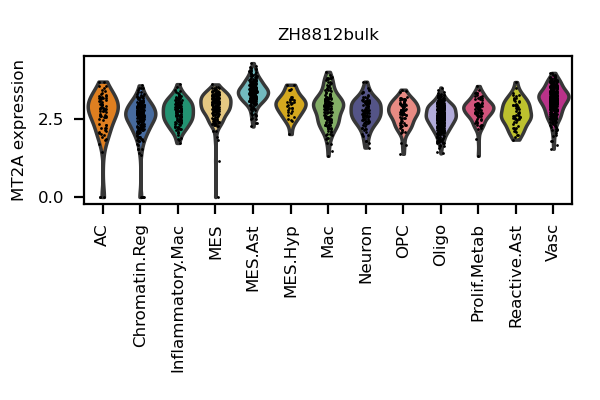 ZH8812bulk
MT2A expression
2.5
0.0
AC
Chromatin.Reg
Inflammatory.Mac
MES
MES.Ast
MES.Hyp
Mac
Neuron
OPC
Oligo
Prolif.Metab
Reactive.Ast
Vasc